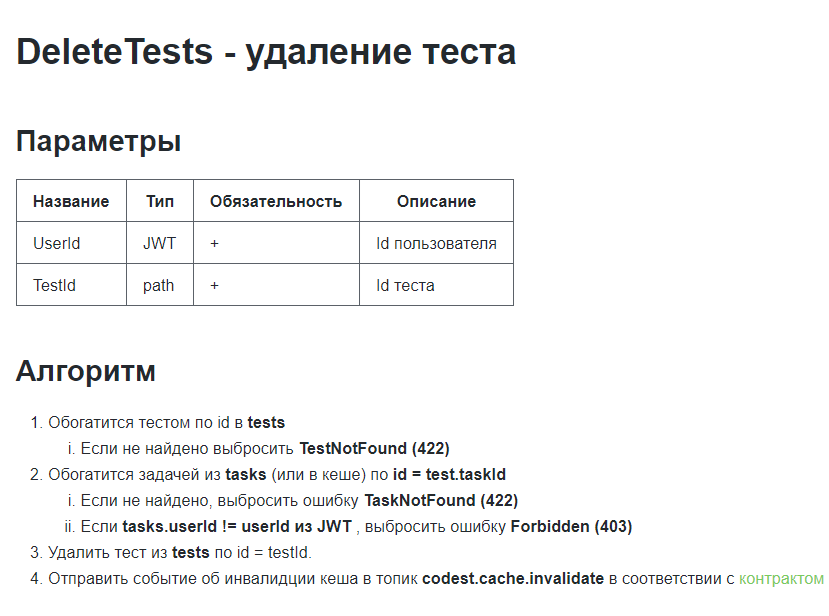 DeleteTests - удаление теста
Параметры
Название Тип Обязательность Описание
UserId JWT + Id пользователя
TestId path + Id теста
Алгоритм
1. Обогатится тестом по id в tests
i. Если не найдено выбросить TestNotFound (422)
2. Обогатится задачей из tasks (или в кеше) по id = test.taskId
i. Если не найдено, выбросить ошибку TaskNotFound (422)
ii. Если tasks.userId != userId из JWT , выбросить ошибку Forbidden (403)
3. Удалить тест из tests по id = testId.
4. Отправить событие об инвалидции кеша в топик codest.cache.invalidate в соответствии с контрактом